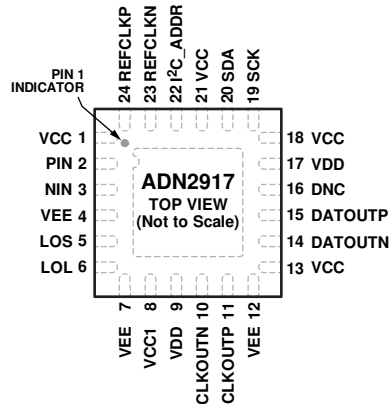 24 REFCLKP
23 REFCLKN
22 I²C_ADDR
21 VCC
20 SDA
19 SCK
PIN 1
INDICATOR
VCC 1
PIN 2
NIN 3
VEE 4
LOS 5
LOL 6
ADN2917
TOP VIEW
(Not to Scale)
18 VCC
17 VDD
16 DNC
15 DATOUTP
14 DATOUTN
13 VCC
VEE 7
VCC1 8
VDD 9
CLKOUTN 10
CLKOUTP 11
VEE 12